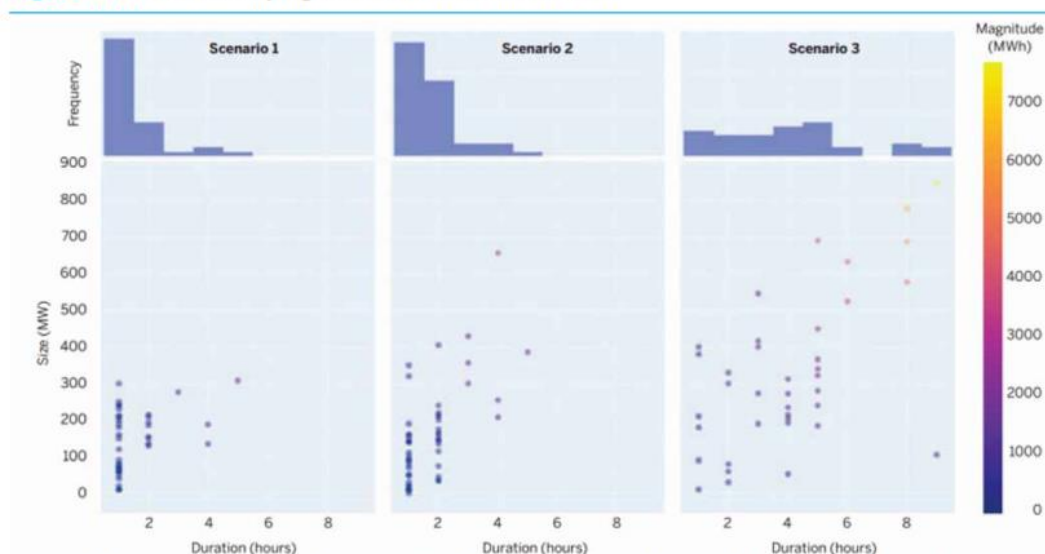 Scenario 1
Scenario 2
Scenario 3
Magnitude
(MWh)
Frequency
7000
6000
5000
4000
3000
2000
1000
0
Size (MW)
900
800
700
600
500
400
300
200
100
0
2 4 6 8
2 4 6 8
2 4 6 8
Duration (hours)
Duration (hours)
Duration (hours)